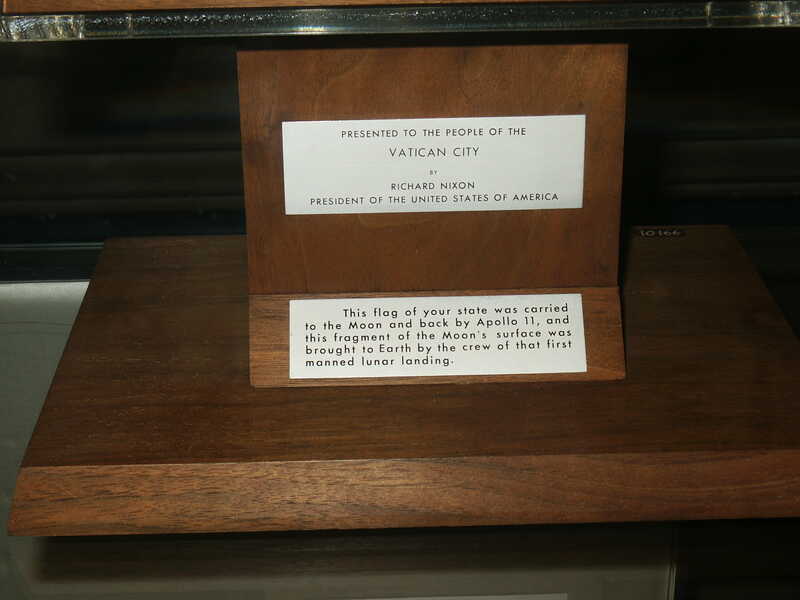 PRESENTED TO THE PEOPLE OF THE
VATICAN CITY
BY
RICHARD NIXON
PRESIDENT OF THE UNITED STATES OF AMERICA
10166
This flag of your state was carried
to the Moon and back by Apollo 11, and
this fragment of the Moon's surface was
brought to Earth by the crew of that first
manned lunar landing.